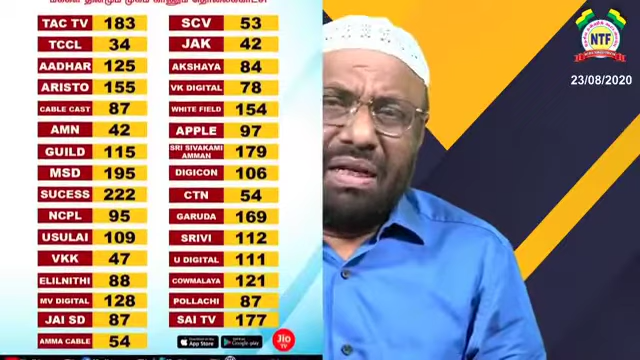 TAC TV 183
TCCL 34
AADHAR 125
ARISTO 155
CABLE CAST 87
AMN 42
GUILD 115
MSD 195
SUCESS 222
NCPL 95
USULAI 109
VKK 47
ELILNITHI 88
MV DIGITAL 128
JAI SD 87
AMMA CABLE 54
SCV 53
JAK 42
AKSHAYA 84
VK DIGITAL 78
WHITE FIELD 154
APPLE 97
SRI SIVAKAMI AMMAN 179
DIGICON 106
CTN 54
GARUDA 169
SRIVI 112
U DIGITAL 111
COWMALAYA 121
POLLACHI 87
SAI TV 177
App Store
Google play
Jio TV
NTF
23/08/2020